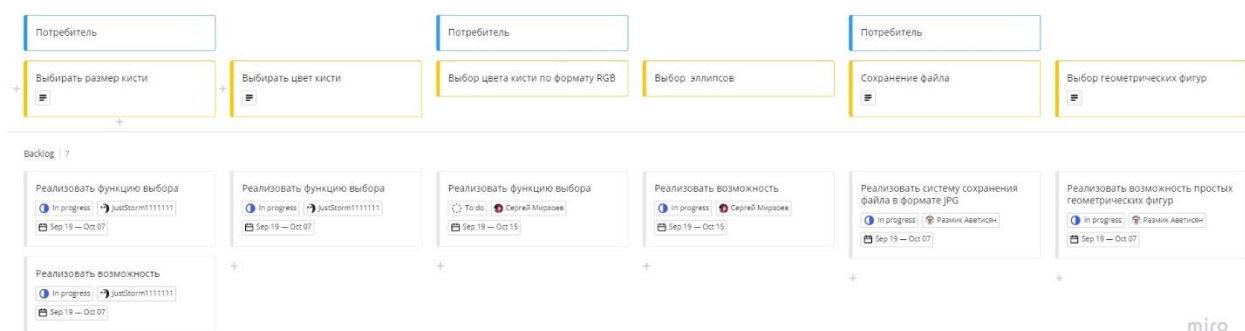 Потребитель
Потребитель
Потребитель
Выбирать размер кисти
Выбирать цвет кисти
Выбор цвета кисти по формату RGB
Выбор эллипсов
Сохранение файла
Выбор геометрических фигур
Backlog | 7
Реализовать функцию выбора
In progress JustStorm1111111
Sep 19 — Oct 07
Реализовать функцию выбора
In progress JustStorm1111111
Sep 19 — Oct 07
Реализовать функцию выбора
To do Сергей Мирзоев
Sep 19 — Oct 15
Реализовать возможность
In progress Сергей Мирзоев
Sep 19 — Oct 15
Реализовать систему сохранения
файла в формате JPG
In progress Размик Аветисян
Sep 19 — Oct 07
Реализовать возможность простых
геометрических фигур
In progress Размик Аветисян
Sep 19 — Oct 07
Реализовать возможность
In progress JustStorm1111111
Sep 19 — Oct 07
miro